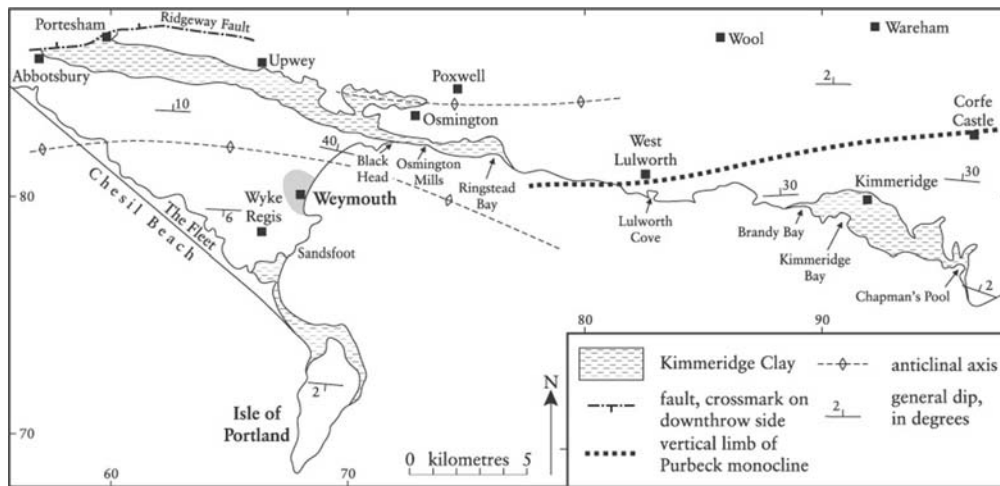 Portesham
Ridgeway Fault
Abbotsbury
Upwey
Poxwell
Osmington
Wool
Wareham
2
Corfe
Castle
10
40
Black
Head
Osmington
Mills
Ringstead
Bay
West
Lulworth
Lulworth
Cove
30
Kimmeridge
30
Brandy Bay
Kimmeridge
Bay
Chapman's Pool
2
80
Chesil Beach
The Fleet
6
Wyke
Regis
Weymouth
Sandsfoot
80
90
2
Isle of
Portland
70
60
70
0 kilometres 5
N
Kimmeridge Clay
fault, crossmark on
downthrow side
vertical limb of
Purbeck monocline
anticlinal axis
2
general dip,
in degrees